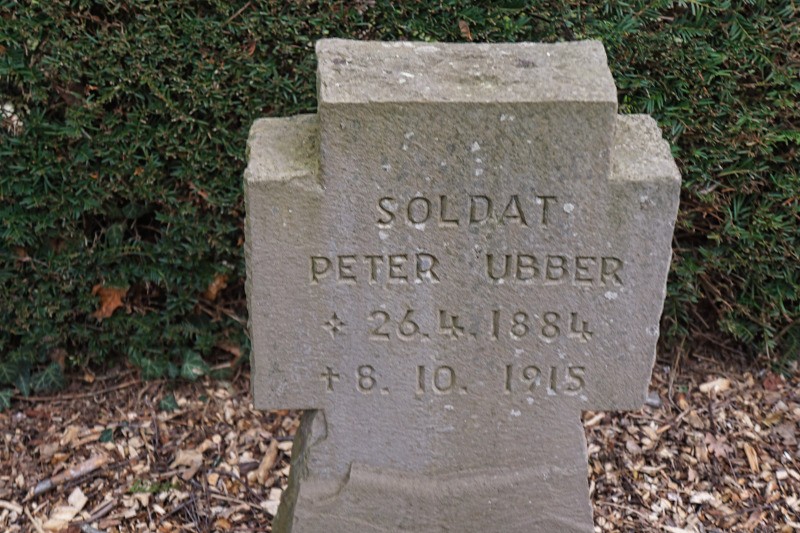 SOLDAT
PETER UBBER
✢ 26.4.1884
✝ 8.10.1915